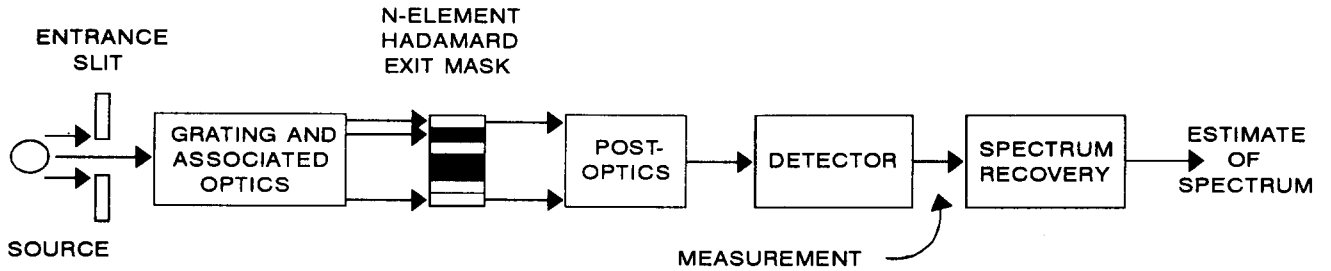 N-ELEMENT
HADAMARD
EXIT MASK
ENTRANCE
SLIT
GRATING AND
ASSOCIATED
OPTICS
POST-
OPTICS
DETECTOR
SPECTRUM
RECOVERY
ESTIMATE
OF
SPECTRUM
SOURCE
MEASUREMENT